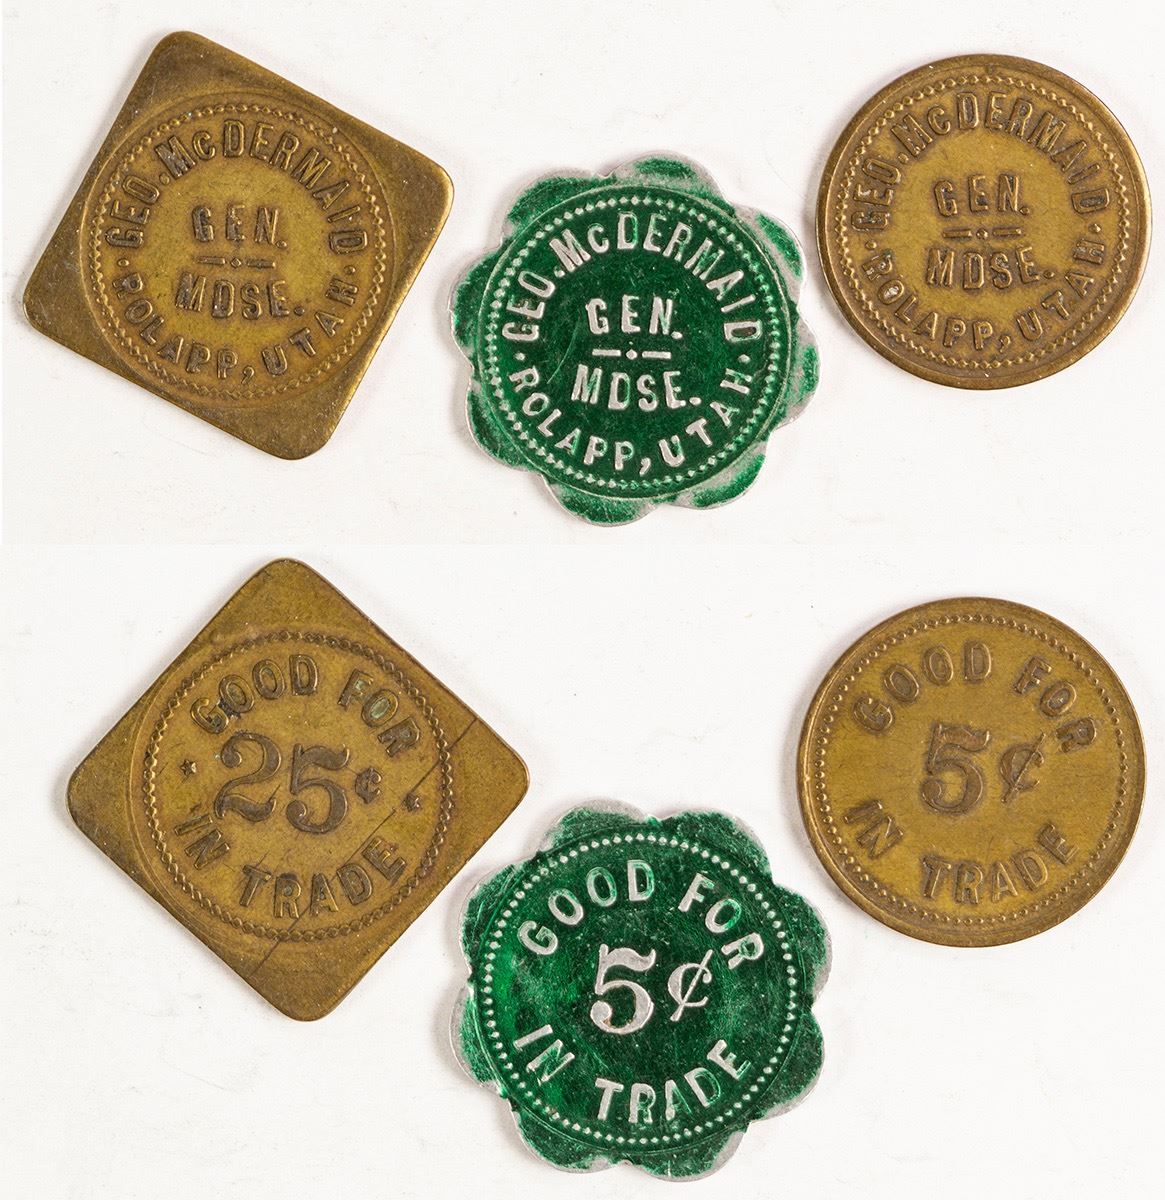 GEO. McDERMAID
GEN.
MDSE.
ROLAPP, UTAH
GEO. McDERMAID
GEN.
MDSE.
ROLAPP, UTAH
GEO. McDERMAID
GEN.
MDSE.
ROLAPP, UTAH
GOOD FOR
25¢
IN TRADE
GOOD FOR
5¢
IN TRADE
GOOD FOR
5¢
IN TRADE